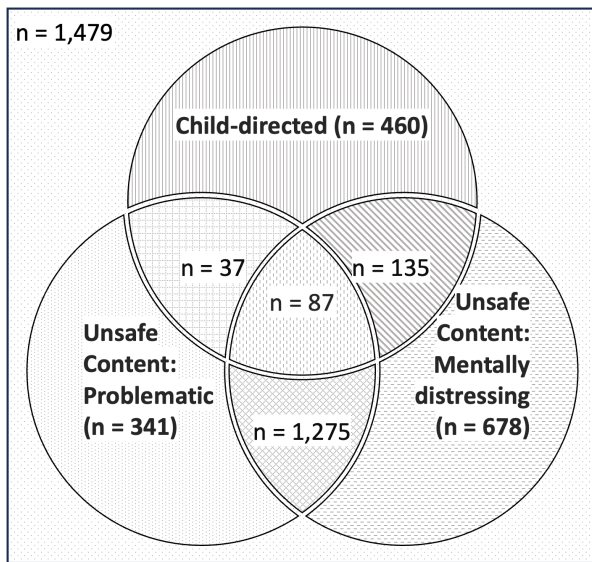 n = 1,479
Child-directed (n = 460)
n = 37
n = 135
n = 87
Unsafe
Content:
Problematic
(n = 341)
Unsafe
Content:
Mentally
distressing
(n = 678)
n = 1,275